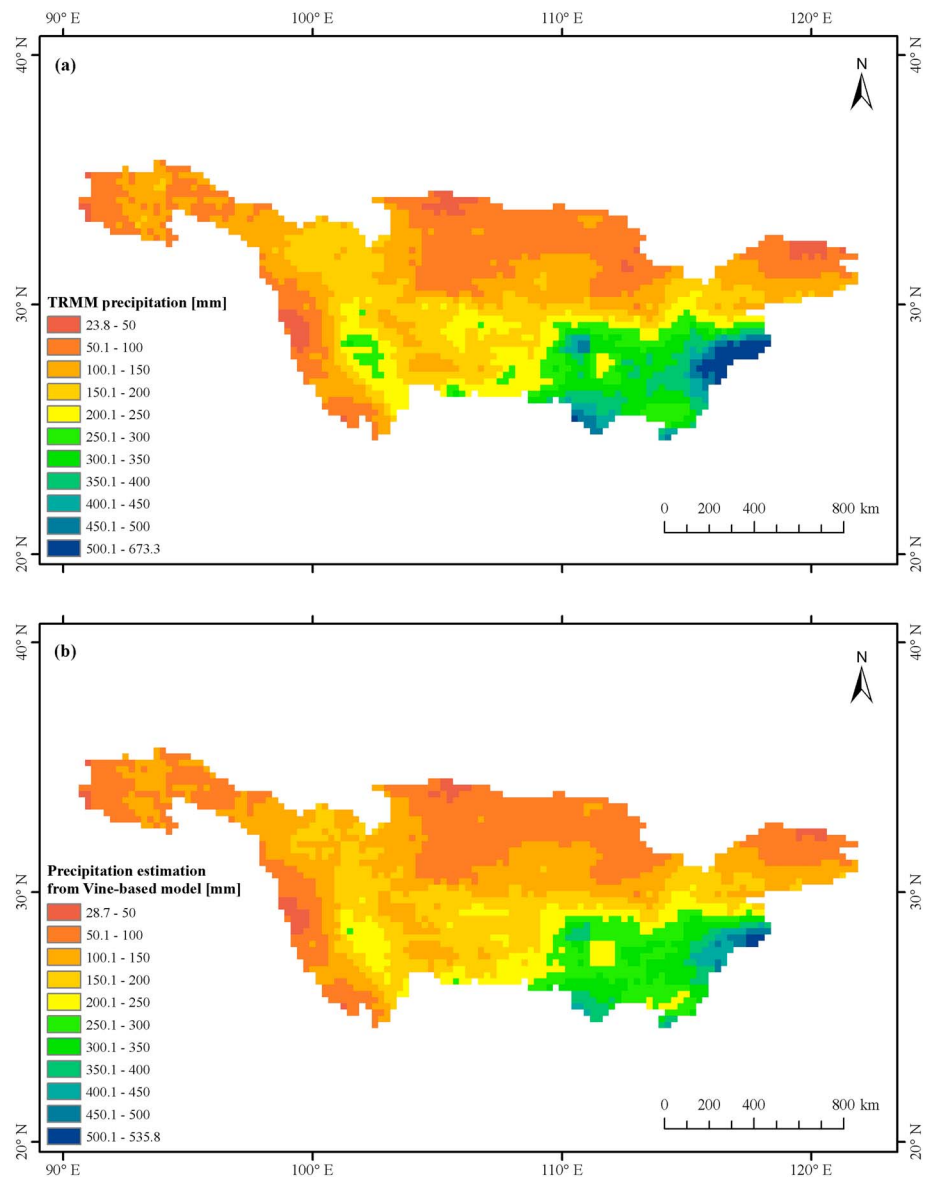 90° E 100° E 110° E 120° E
40° N 40° N
(a)
N
30° N 30° N
TRMM precipitation [mm]
23.8 - 50
50.1 - 100
100.1 - 150
150.1 - 200
200.1 - 250
250.1 - 300
300.1 - 350
350.1 - 400
400.1 - 450
450.1 - 500
500.1 - 673.3
0 200 400 800 km
20° N 20° N
(b)
40° N 40° N
N
30° N 30° N
Precipitation estimation
from Vine-based model [mm]
28.7 - 50
50.1 - 100
100.1 - 150
150.1 - 200
200.1 - 250
250.1 - 300
300.1 - 350
350.1 - 400
400.1 - 450
450.1 - 500
500.1 - 535.8
0 200 400 800 km
20° N 20° N
90° E 100° E 110° E 120° E